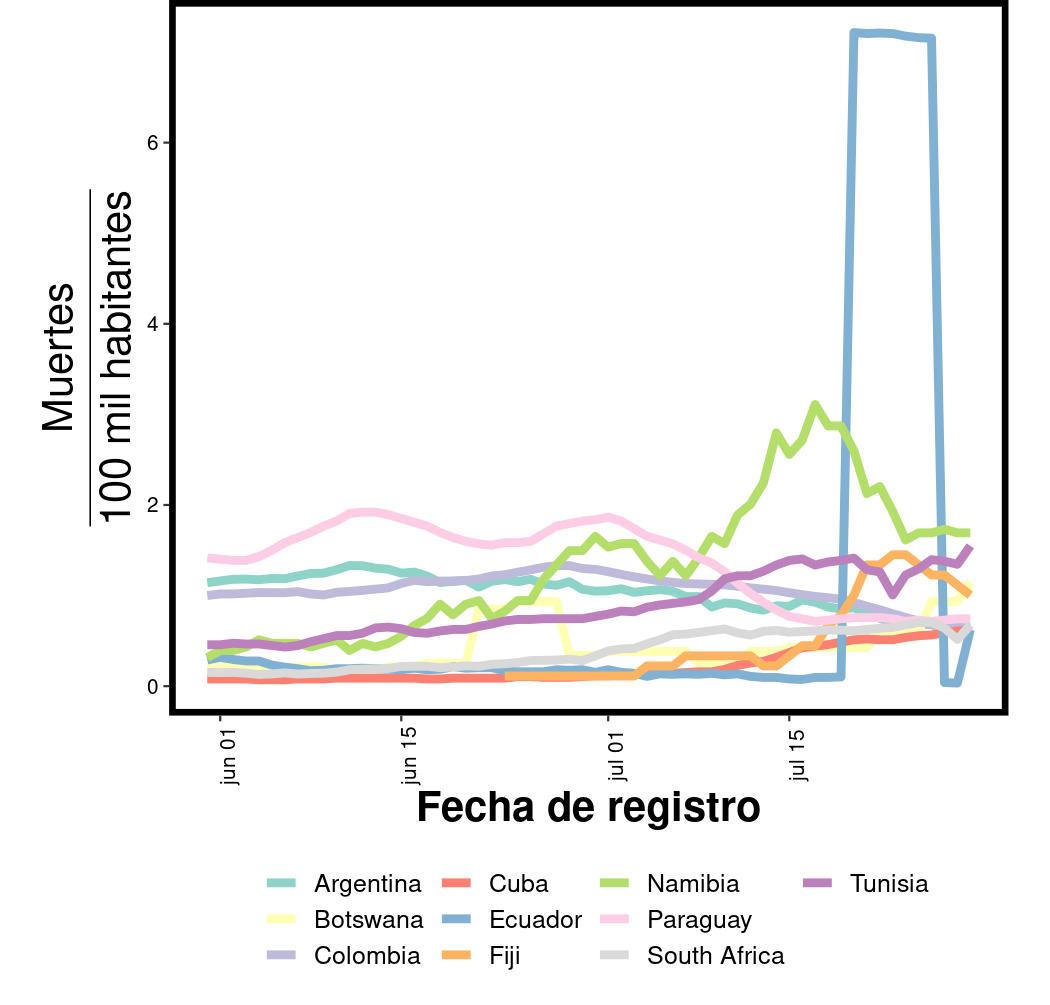 Muertes
100 mil habitantes
6
4
2
0
jun 01
jun 15
jul 01
jul 15
Fecha de registro
Argentina Cuba Namibia Tunisia
Botswana Ecuador Paraguay
Colombia Fiji South Africa